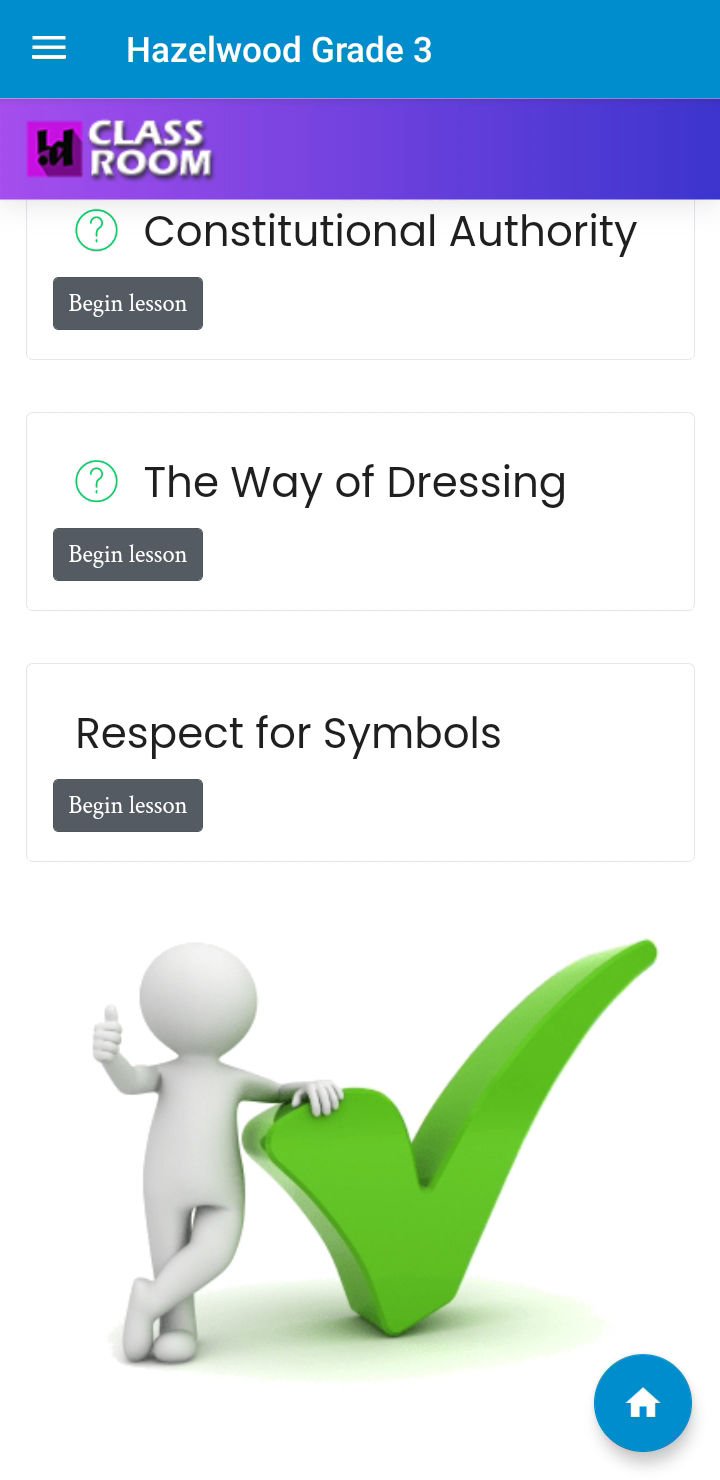 Hazelwood Grade 3
CLASS
ROOM
Constitutional Authority
Begin lesson
The Way of Dressing
Begin lesson
Respect for Symbols
Begin lesson